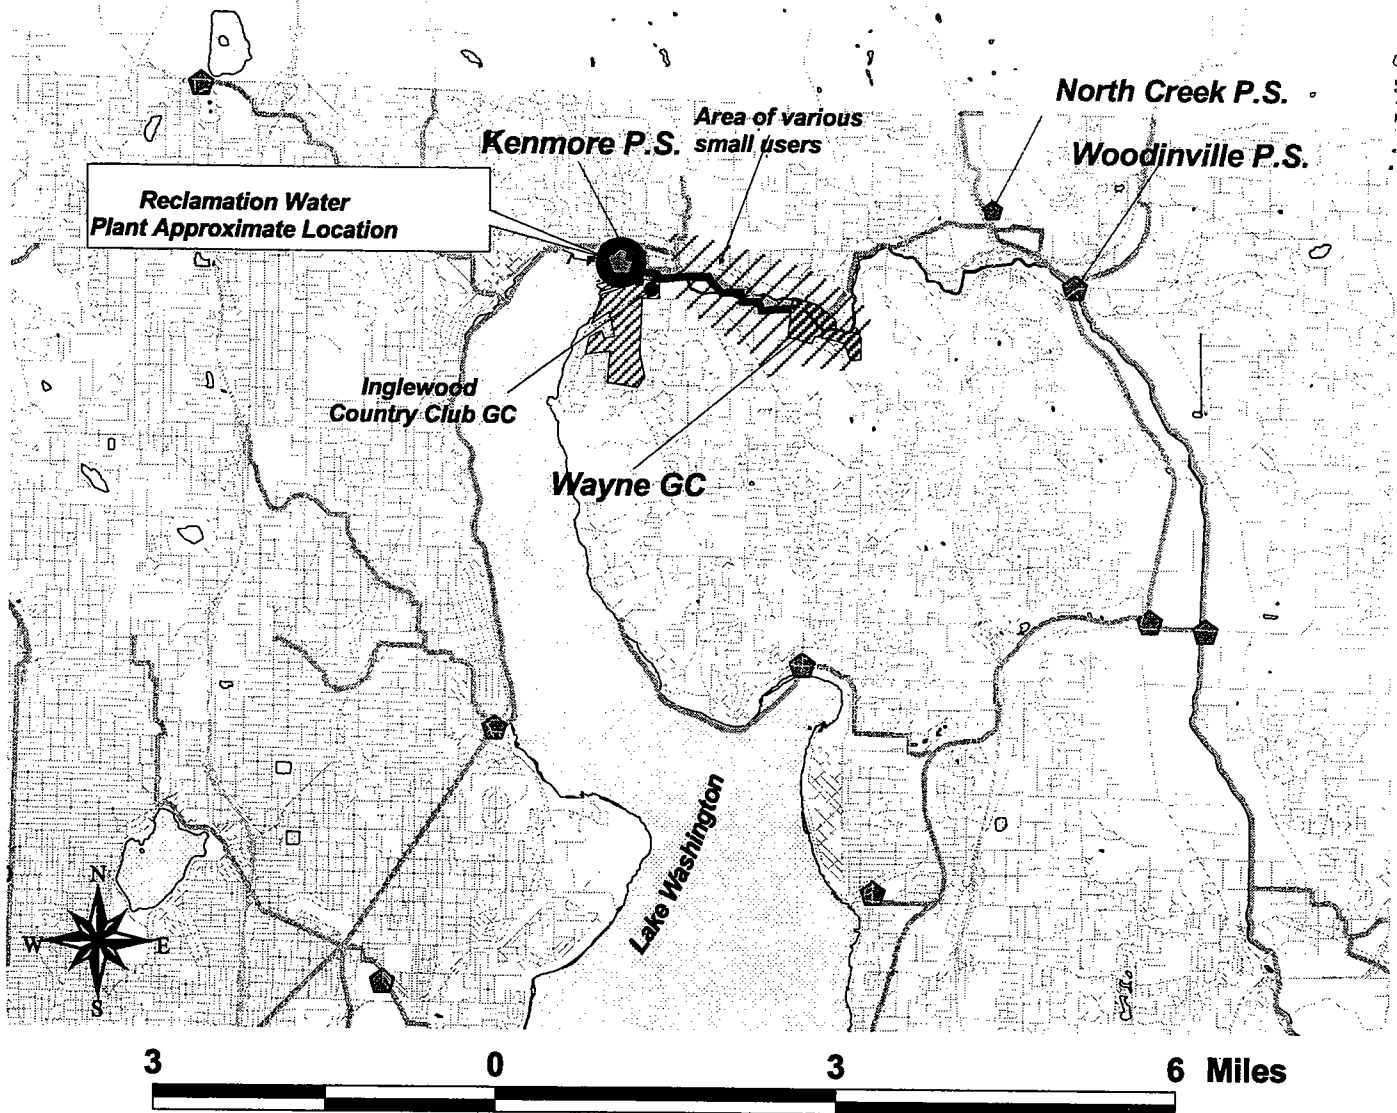 North Creek P.S.
Area of various
small users
Kenmore P.S.
Woodinville P.S.
Reclamation Water
Plant Approximate Location
Inglewood
Country Club GC
Wayne GC
Lake Washington
N
W E
S
3 0 3 6 Miles